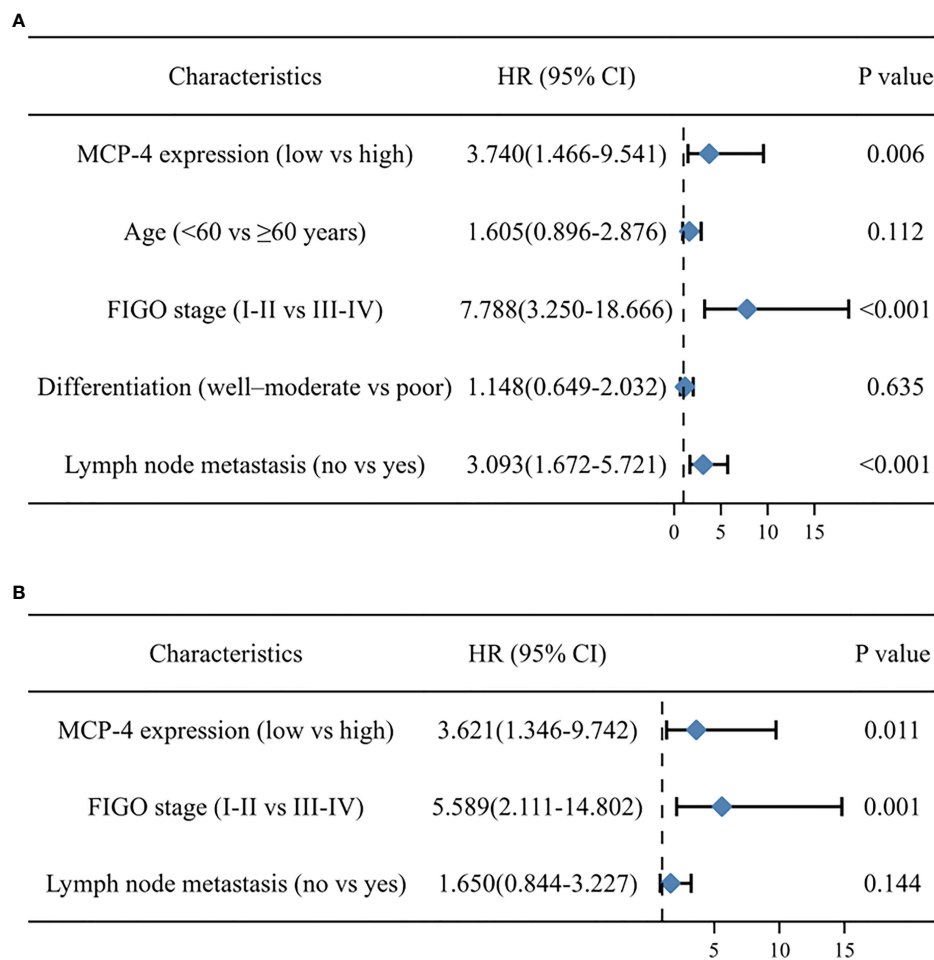 A
Characteristics HR (95% CI) P value
MCP-4 expression (low vs high) 3.740(1.466-9.541) 0.006
Age (<60 vs ≥60 years) 1.605(0.896-2.876) 0.112
FIGO stage (I-II vs III-IV) 7.788(3.250-18.666) <0.001
Differentiation (well–moderate vs poor) 1.148(0.649-2.032) 0.635
Lymph node metastasis (no vs yes) 3.093(1.672-5.721) <0.001
0 5 10 15
B
Characteristics HR (95% CI) P value
MCP-4 expression (low vs high) 3.621(1.346-9.742) 0.011
FIGO stage (I-II vs III-IV) 5.589(2.111-14.802) 0.001
Lymph node metastasis (no vs yes) 1.650(0.844-3.227) 0.144
5 10 15